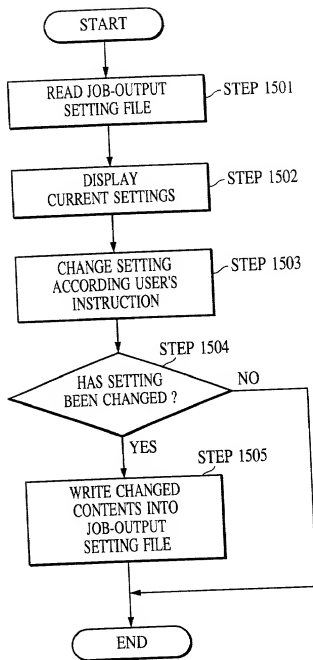 START
READ JOB-OUTPUT
SETTING FILE
STEP 1501
DISPLAY
CURRENT SETTINGS
STEP 1502
CHANGE SETTING
ACCORDING USER'S
INSTRUCTION
STEP 1503
STEP 1504
HAS SETTING
BEEN CHANGED ?
NO
YES
STEP 1505
WRITE CHANGED
CONTENTS INTO
JOB-OUTPUT
SETTING FILE
END